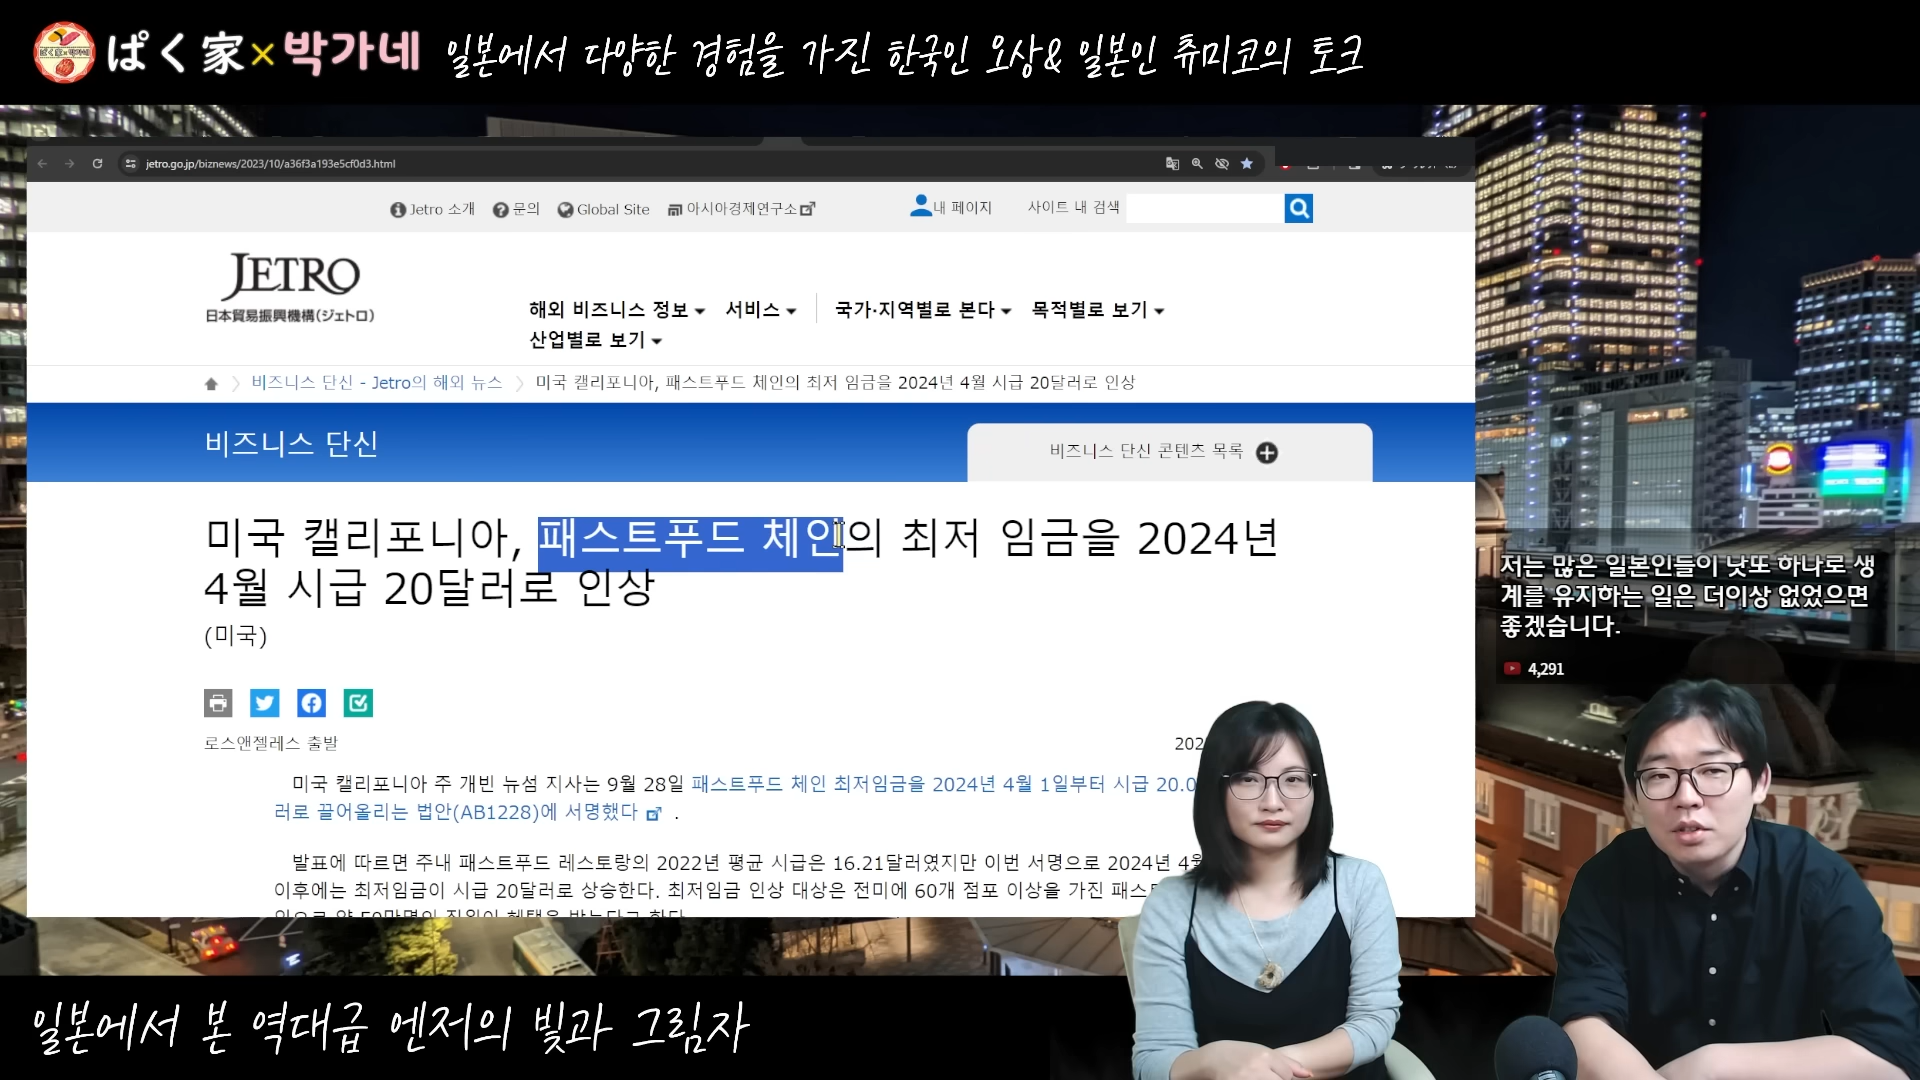 ぱく家×박가네
일본에서 다양한 경험을 가진 한국인 오상& 일본인 츄미코의 토크
jetro.go.jp/biznews/2023/10/a36f3a193e5cf0d3.html
Jetro 소개 문의 Global Site 아시아경제연구소 내 페이지 사이트 내 검색
JETRO
日本貿易振興機構(ジェトロ)
해외 비즈니스 정보 서비스 국가·지역별로 본다 목적별로 보기
산업별로 보기
비즈니스 단신 - Jetro의 해외 뉴스 미국 캘리포니아, 패스트푸드 체인의 최저 임금을 2024년 4월 시급 20달러로 인상
비즈니스 단신
비즈니스 단신 콘텐츠 목록
미국 캘리포니아, 패스트푸드 체인의 최저 임금을 2024년
4월 시급 20달러로 인상
(미국)
로스앤젤레스 출발
미국 캘리포니아 주 개빈 뉴섬 지사는 9월 28일 패스트푸드 체인 최저임금을 2024년 4월 1일부터 시급 20.0
러로 끌어올리는 법안(AB1228)에 서명했다 .
발표에 따르면 주내 패스트푸드 레스토랑의 2022년 평균 시급은 16.21달러였지만 이번 서명으로 2024년 4월
이후에는 최저임금이 시급 20달러로 상승한다. 최저임금 인상 대상은 전미에 60개 점포 이상을 가진
저는 많은 일본인들이 낫또 하나로 생
계를 유지하는 일은 더이상 없었으면
좋겠습니다.
4,291
일본에서 본 역대급 엔저의 빛과 그림자